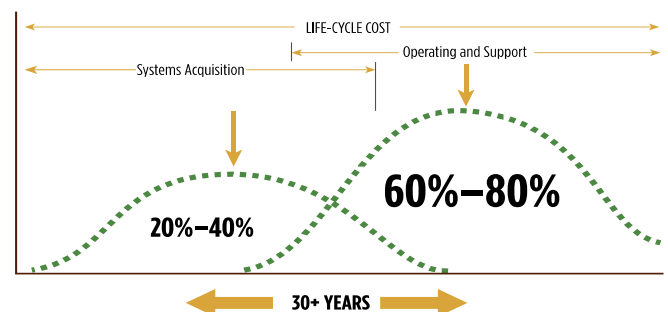 LIFE-CYCLE COST
Operating and Support
Systems Acquisition
60%–80%
20%–40%
30+ YEARS